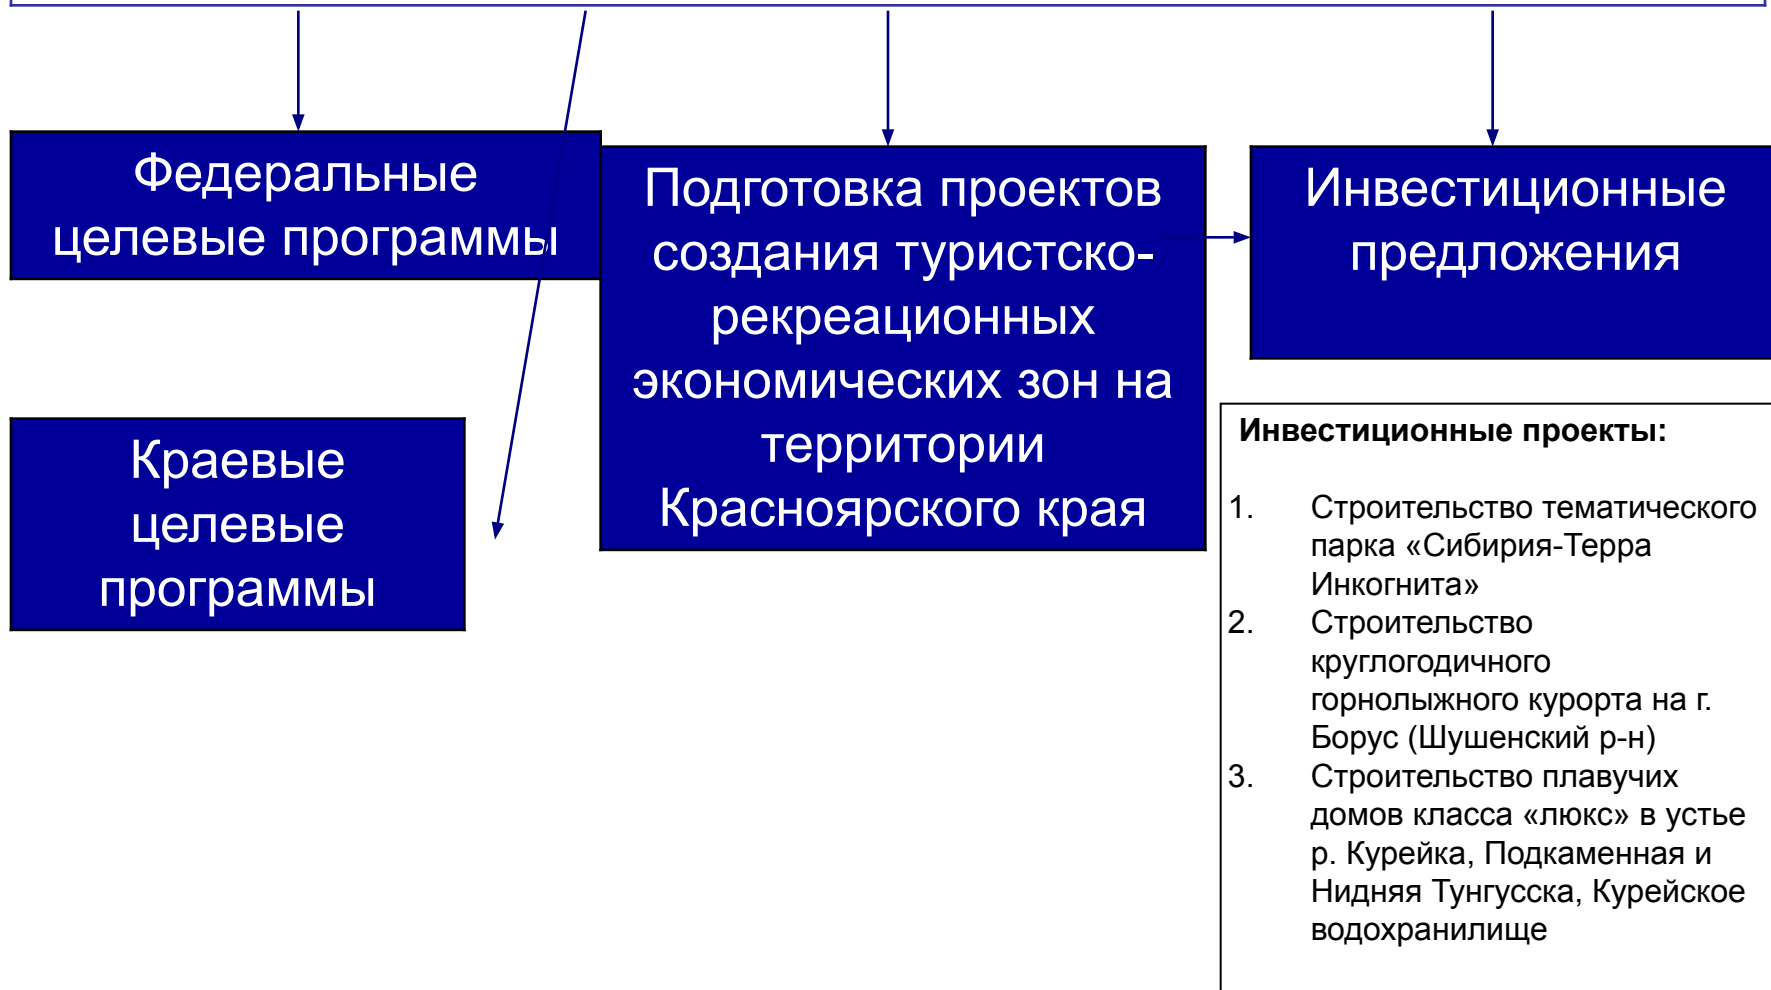 Федеральные
целевые программы
Подготовка проектов
создания туристско-
рекреационных
экономических зон на
территории
Красноярского края
Инвестиционные
предложения
Краевые
целевые
программы
Инвестиционные проекты:
1. Строительство тематического
парка «Сибирия-Терра
Инкогнита»
2. Строительство
круглогодичного
горнолыжного курорта на г.
Борус (Шушенский р-н)
3. Строительство плавучих
домов класса «люкс» в устье
р. Курейка, Подкаменная и
Нидняя Тунгусска, Курейское
водохранилище